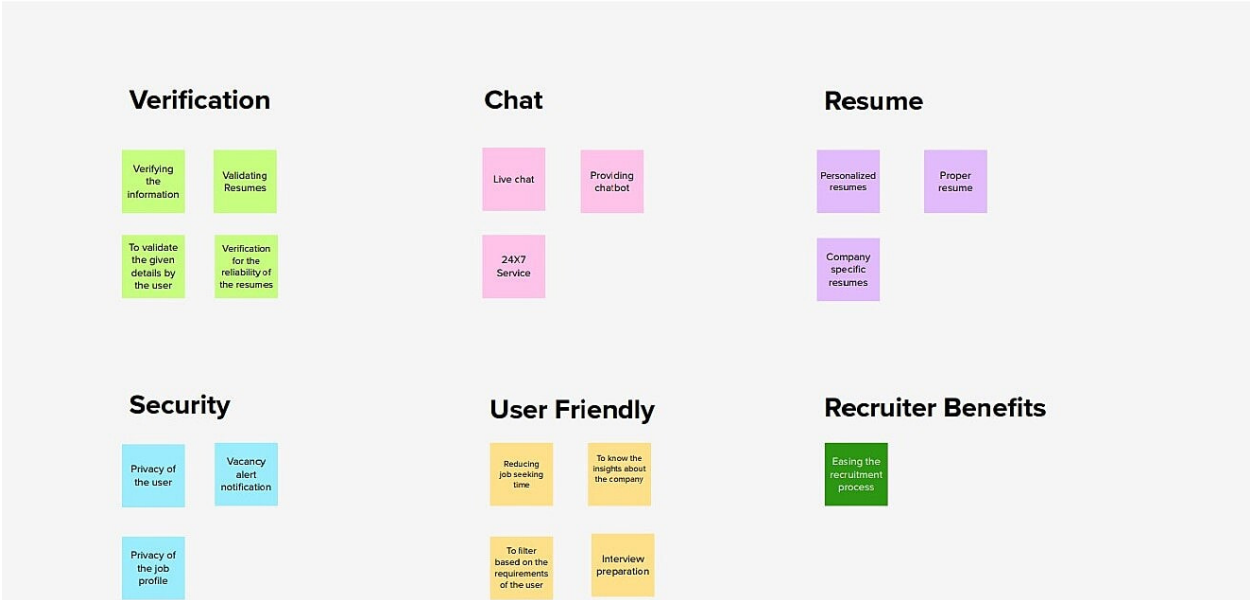 Verification
Verifying
the
information
Validating
Resumes
To validate
the given
details by
the user
Verification
for the
reliability of
the resumes
Chat
Live chat
Providing
chatbot
24X7
Service
Resume
Personalized
resumes
Proper
resume
Company
specific
resumes
Security
Privacy of
the user
Vacancy
alert
notification
Privacy of
the job
profile
User Friendly
Reducing
job seeking
time
To know the
insights about
the company
To filter
based on the
requirements
of the user
Interview
preparation
Recruiter Benefits
Easing the
recruitment
process